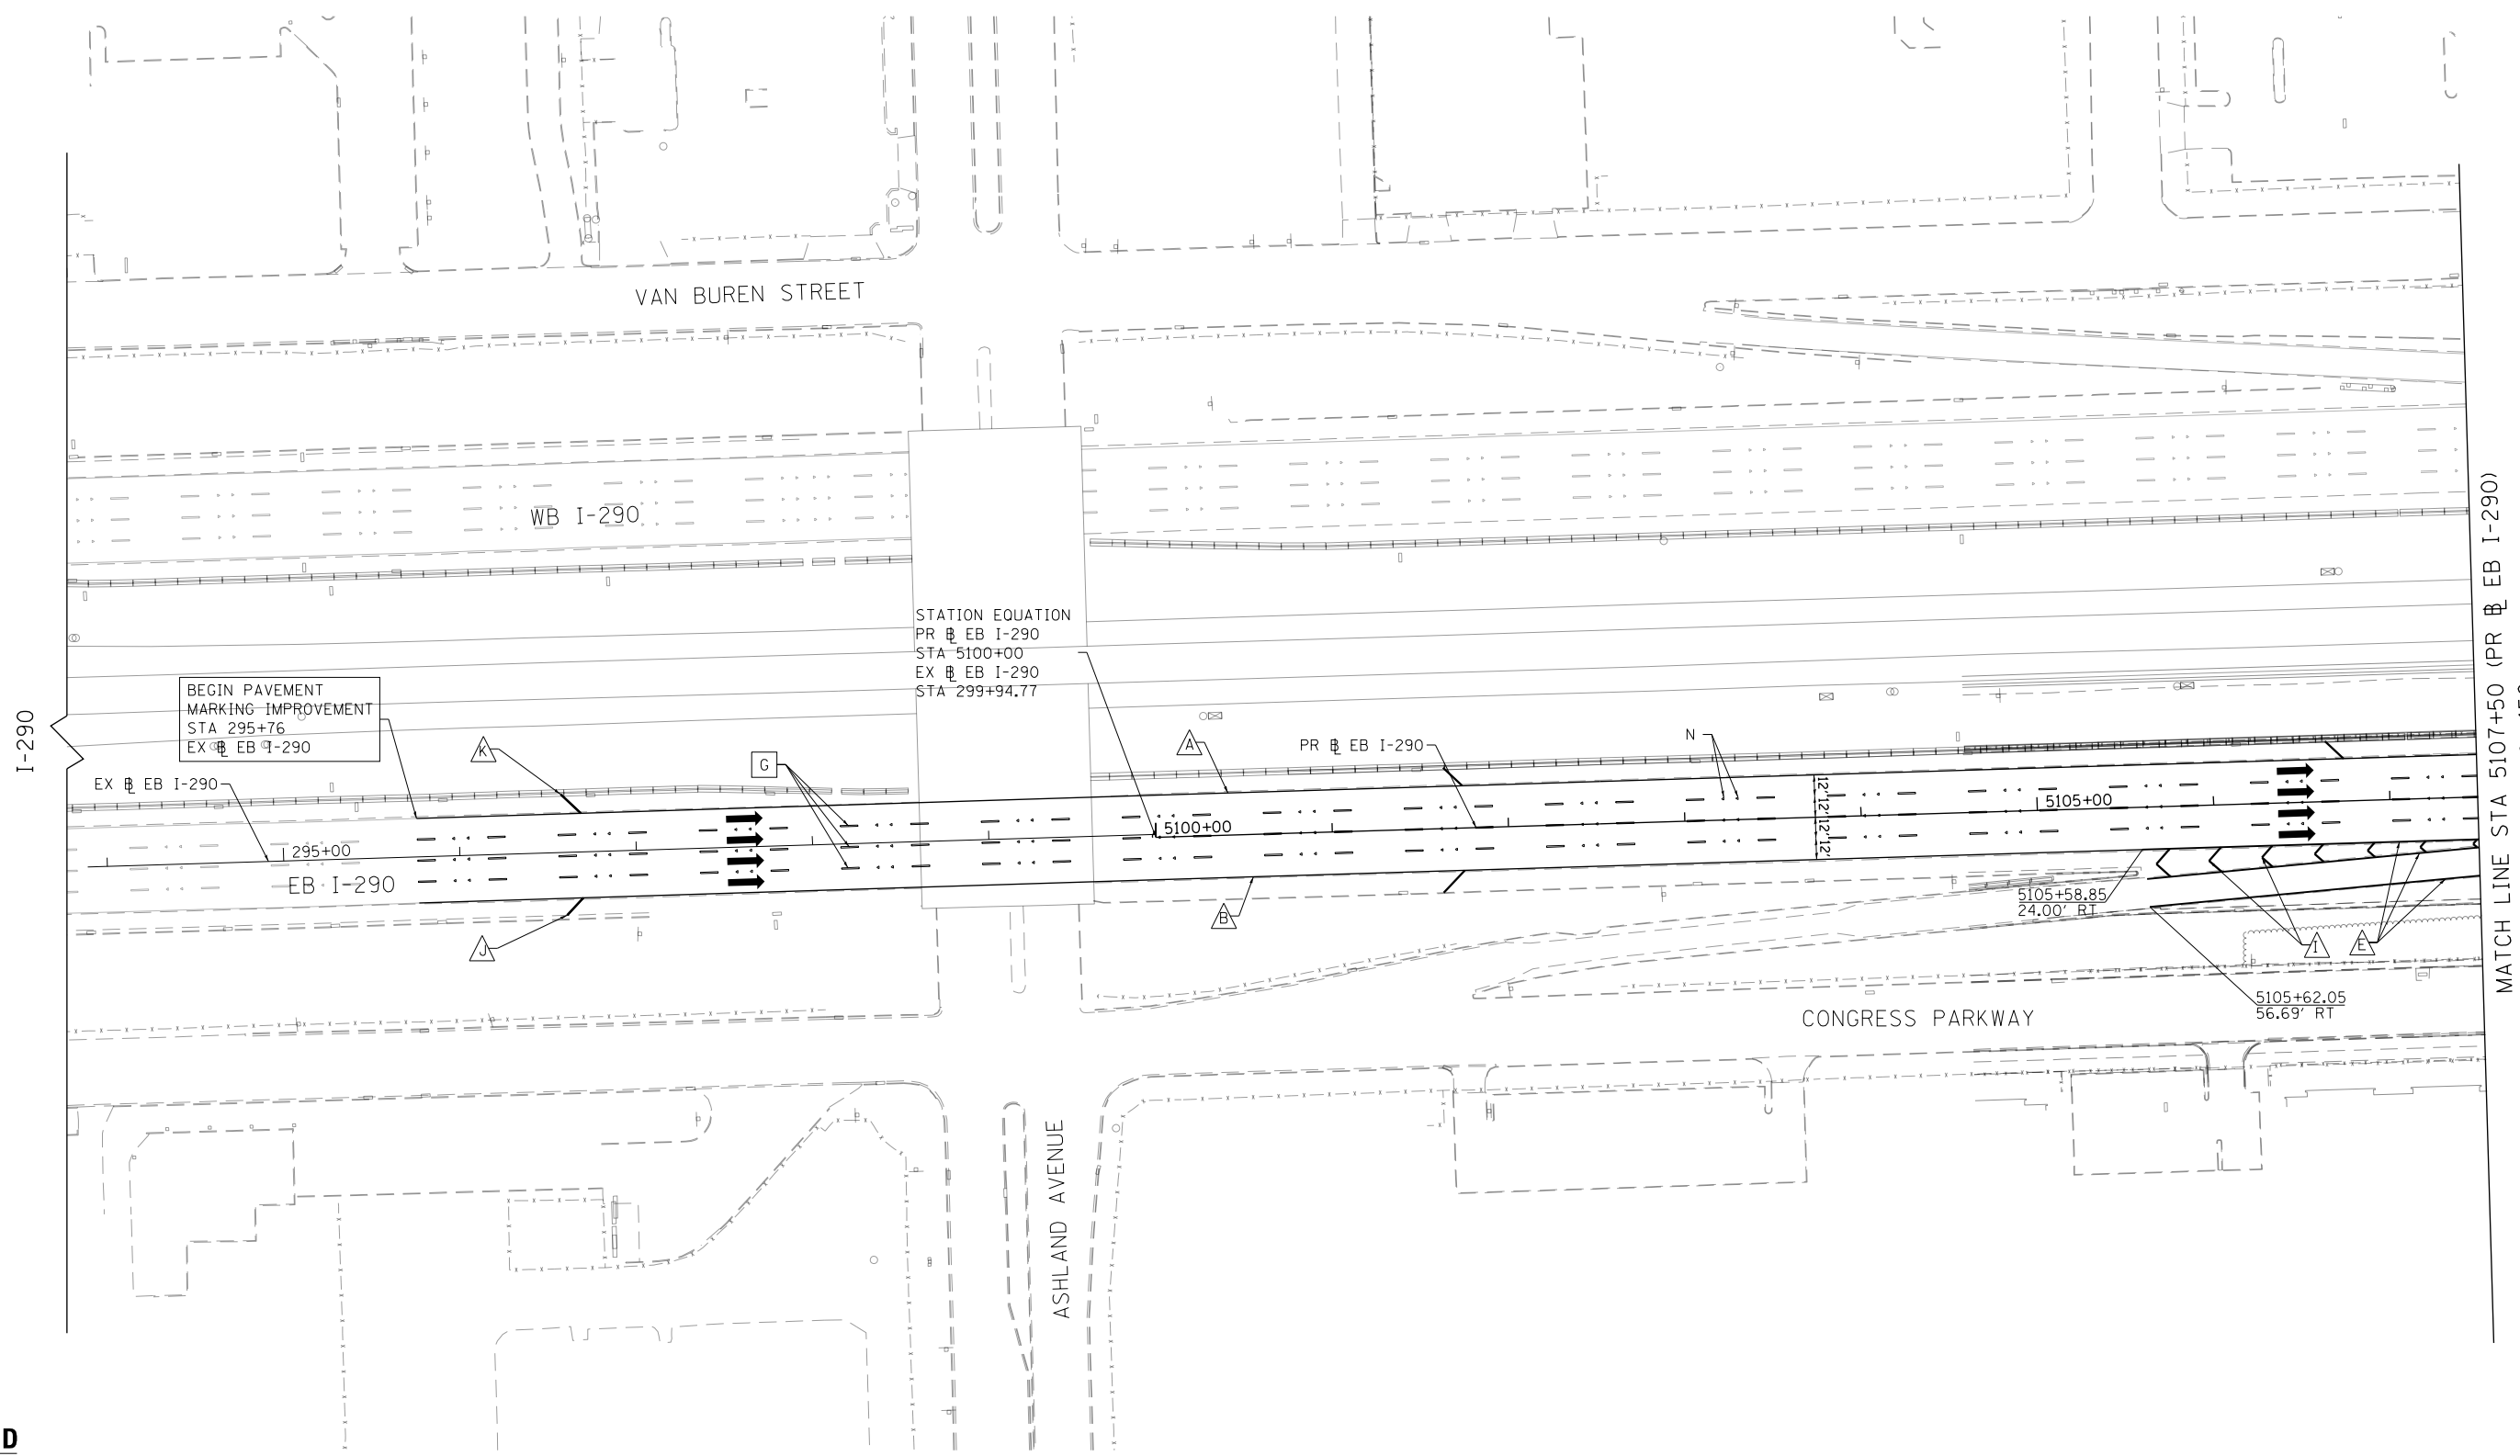 VAN BUREN STREET
WB I-290
STATION EQUATION
PR ␢ EB I-290
STA 5100+00
EX ␢ EB I-290
STA 299+94.77
BEGIN PAVEMENT
MARKING IMPROVEMENT
STA 295+76
EX ␢ EB I-290
I-290
EX ␢ EB I-290
K
G
A
PR ␢ EB I-290
N
12' 12' 12' 12'
295+00
5100+00
5105+00
EB I-290
J
B
5105+58.85
24.00' RT
I
E
5105+62.05
56.69' RT
CONGRESS PARKWAY
ASHLAND AVENUE
MATCH LINE STA 5107+50 (PR ␢ EB I-290)
D